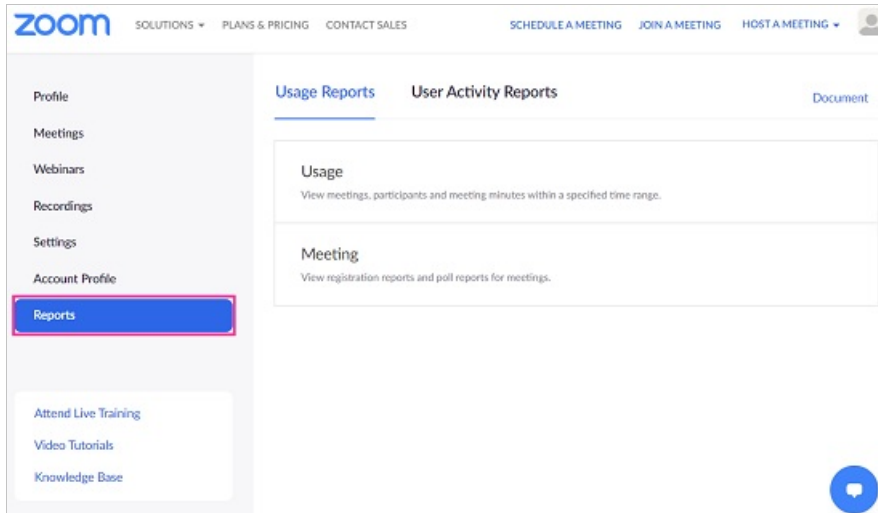 zoom SOLUTIONS PLANS & PRICING CONTACT SALES SCHEDULE A MEETING JOIN A MEETING HOST A MEETING
Profile
Meetings
Webinars
Recordings
Settings
Account Profile
Reports
Attend Live Training
Video Tutorials
Knowledge Base
Usage Reports User Activity Reports Document
Usage
View meetings, participants and meeting minutes within a specified time range.
Meeting
View registration reports and poll reports for meetings.